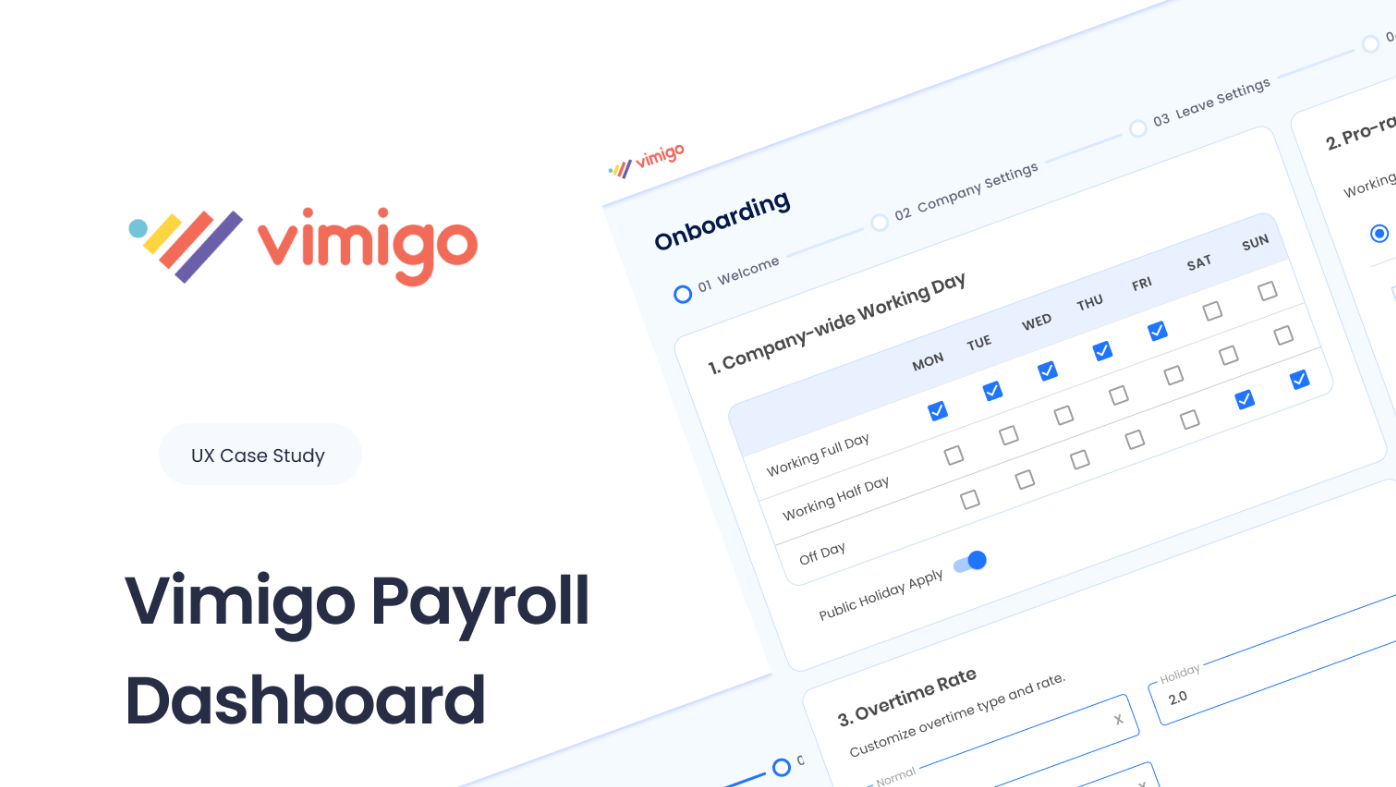 vimigo
UX Case Study
Vimigo Payroll
Dashboard
vimigo
Onboarding
01 Welcome
02 Company Settings
03 Leave Settings
1. Company-wide Working Day
MON TUE WED THU FRI SAT SUN
Working Full Day
Working Half Day
Off Day
Public Holiday Apply
2. Pro-ra
Working
3. Overtime Rate
Customize overtime type and rate.
Normal
X
Holiday
2.0